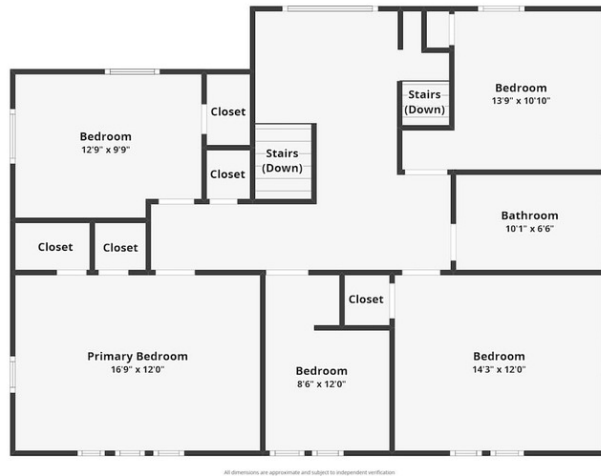 Bedroom
13'9" x 10'10"
Stairs
(Down)
Closet
Bedroom
12'9" x 9'9"
Stairs
(Down)
Closet
Bathroom
10'1" x 6'6"
Closet
Closet
Closet
Primary Bedroom
16'9" x 12'0"
Bedroom
8'6" x 12'0"
Bedroom
14'3" x 12'0"
All dimensions are approximate and subject to independent verification